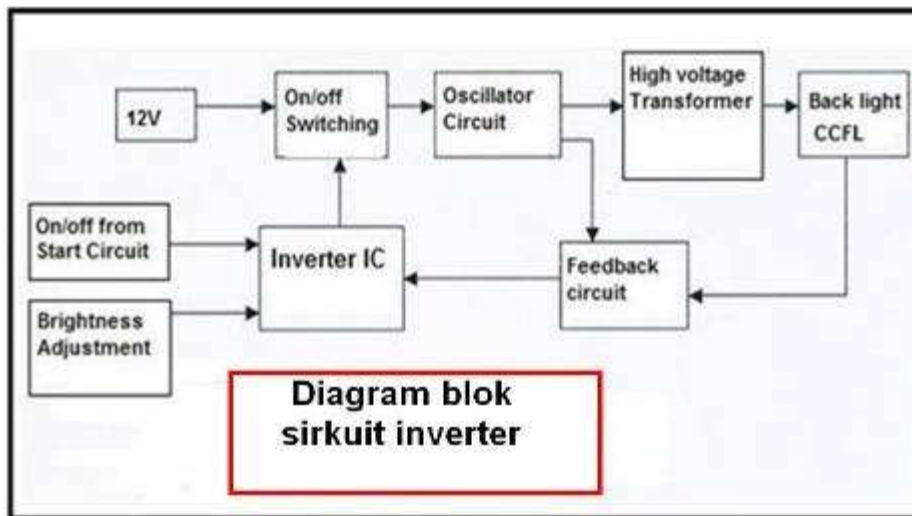 12V
On/off
Switching
Oscillator
Circuit
High voltage
Transformer
Back light
CCFL
On/off from
Start Circuit
Inverter IC
Feedback
circuit
Brightness
Adjustment
Diagram blok
sirkuit inverter